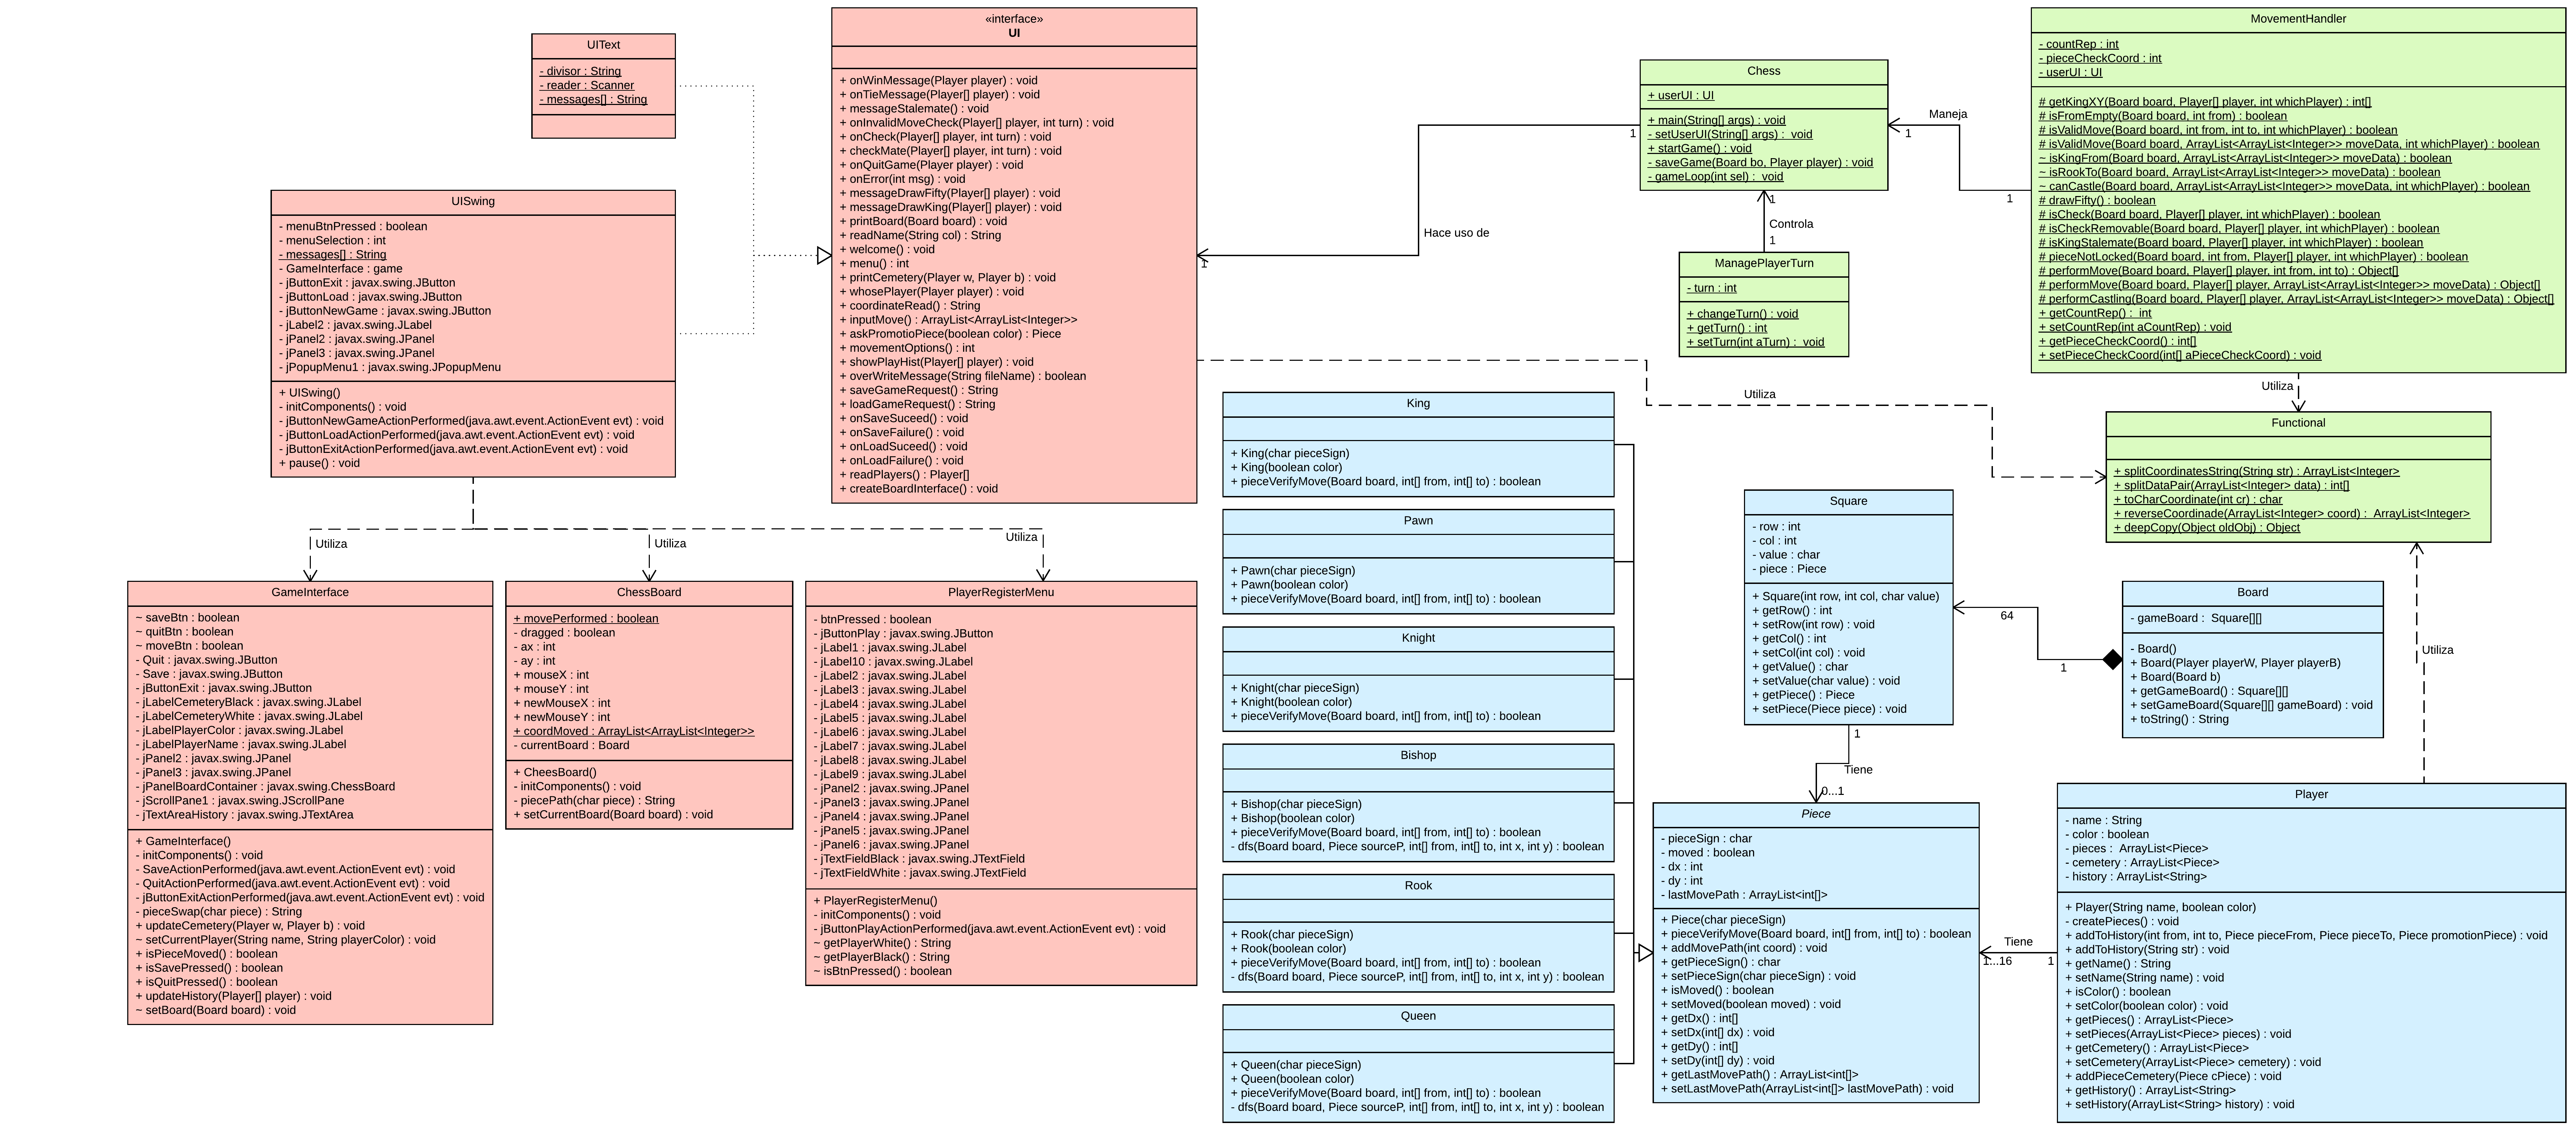 UIText
- divisor : String
- reader : Scanner
- messages[] : String
UISwing
- menuBtnPressed : boolean
- menuSelection : int
- messages[] : String
- GameInterface : game
- jButtonExit : javax.swing.JButton
- jButtonLoad : javax.swing.JButton
- jButtonNewGame : javax.swing.JButton
- jLabel2 : javax.swing.JLabel
- jPanel2 : javax.swing.JPanel
- jPanel3 : javax.swing.JPanel
- jPopupMenu1 : javax.swing.JPopupMenu
+ UISwing()
- initComponents() : void
- jButtonNewGameActionPerformed(java.awt.event.ActionEvent evt) : void
- jButtonLoadActionPerformed(java.awt.event.ActionEvent evt) : void
- jButtonExitActionPerformed(java.awt.event.ActionEvent evt) : void
+ pause() : void
«interface»
UI
+ onWinMessage(Player player) : void
+ onTieMessage(Player[] player) : void
+ messageStalemate() : void
+ onInvalidMoveCheck(Player[] player, int turn) : void
+ onCheck(Player[] player, int turn) : void
+ checkMate(Player[] player, int turn) : void
+ onQuitGame(Player player) : void
+ onError(int msg) : void
+ messageDrawFifty(Player[] player) : void
+ messageDrawKing(Player[] player) : void
+ printBoard(Board board) : void
+ readName(String col) : String
+ welcome() : void
+ menu() : int
+ printCemetery(Player w, Player b) : void
+ whosePlayer(Player player) : void
+ coordinateRead() : String
+ inputMove() : ArrayList<ArrayList<Integer>>
+ askPromotioPiece(boolean color) : Piece
+ movementOptions() : int
+ showPlayHist(Player[] player) : void
+ overWriteMessage(String fileName) : boolean
+ saveGameRequest() : String
+ loadGameRequest() : String
+ onSaveSuceed() : void
+ onSaveFailure() : void
+ onLoadSuceed() : void
+ onLoadFailure() : void
+ readPlayers() : Player[]
+ createBoardInterface() : void
1
Hace uso de
1
Chess
+ userUI : UI
+ main(String[] args) : void
- setUserUI(String[] args) :  void
+ startGame() : void
- saveGame(Board bo, Player player) : void
- gameLoop(int sel) :  void
Maneja
1
1
1
Controla
1
ManagePlayerTurn
- turn : int
+ changeTurn() : void
+ getTurn() : int
+ setTurn(int aTurn) :  void
MovementHandler
- countRep : int
- pieceCheckCoord : int
- userUI : UI
# getKingXY(Board board, Player[] player, int whichPlayer) : int[]
# isFromEmpty(Board board, int from) : boolean
# isValidMove(Board board, int from, int to, int whichPlayer) : boolean
# isValidMove(Board board, ArrayList<ArrayList<Integer>> moveData, int whichPlayer) : boolean
~ isKingFrom(Board board, ArrayList<ArrayList<Integer>> moveData) : boolean
~ isRookTo(Board board, ArrayList<ArrayList<Integer>> moveData) : boolean
~ canCastle(Board board, ArrayList<ArrayList<Integer>> moveData, int whichPlayer) : boolean
# drawFifty() : boolean
# isCheck(Board board, Player[] player, int whichPlayer) : boolean
# isCheckRemovable(Board board, Player[] player, int whichPlayer) : boolean
# isKingStalemate(Board board, Player[] player, int whichPlayer) : boolean
# pieceNotLocked(Board board, int from, Player[] player, int whichPlayer) : boolean
# performMove(Board board, Player[] player, int from, int to) : Object[]
# performMove(Board board, Player[] player, ArrayList<ArrayList<Integer>> moveData) : Object[]
# performCastling(Board board, Player[] player, ArrayList<ArrayList<Integer>> moveData) : Object[]
+ getCountRep() :  int
+ setCountRep(int aCountRep) : void
+ getPieceCheckCoord() : int[]
+ setPieceCheckCoord(int[] aPieceCheckCoord) : void
Utiliza
Utiliza
Functional
+ splitCoordinatesString(String str) : ArrayList<Integer>
+ splitDataPair(ArrayList<Integer> data) : int[]
+ toCharCoordinate(int cr) : char
+ reverseCoordinade(ArrayList<Integer> coord) :  ArrayList<Integer>
+ deepCopy(Object oldObj) : Object
Utiliza
Utiliza
Utiliza
GameInterface
~ saveBtn : boolean
~ quitBtn : boolean
~ moveBtn : boolean
- Quit : javax.swing.JButton
- Save : javax.swing.JButton
- jButtonExit : javax.swing.JButton
- jLabelCemeteryBlack : javax.swing.JLabel
- jLabelCemeteryWhite : javax.swing.JLabel
- jLabelPlayerColor : javax.swing.JLabel
- jLabelPlayerName : javax.swing.JLabel
- jPanel2 : javax.swing.JPanel
- jPanel3 : javax.swing.JPanel
- jPanelBoardContainer : javax.swing.ChessBoard
- jScrollPane1 : javax.swing.JScrollPane
- jTextAreaHistory : javax.swing.JTextArea
+ GameInterface()
- initComponents() : void
- SaveActionPerformed(java.awt.event.ActionEvent evt) : void
- QuitActionPerformed(java.awt.event.ActionEvent evt) : void
- jButtonExitActionPerformed(java.awt.event.ActionEvent evt) : void
- pieceSwap(char piece) : String
+ updateCemetery(Player w, Player b) : void
~ setCurrentPlayer(String name, String playerColor) : void
+ isPieceMoved() : boolean
+ isSavePressed() : boolean
+ isQuitPressed() : boolean
+ updateHistory(Player[] player) : void
~ setBoard(Board board) : void
ChessBoard
+ movePerformed : boolean
- dragged : boolean
- ax : int
- ay : int
+ mouseX : int
+ mouseY : int
+ newMouseX : int
+ newMouseY : int
+ coordMoved : ArrayList<ArrayList<Integer>>
- currentBoard : Board
+ CheesBoard()
- initComponents() : void
- piecePath(char piece) : String
+ setCurrentBoard(Board board) : void
PlayerRegisterMenu
- btnPressed : boolean
- jButtonPlay : javax.swing.JButton
- jLabel1 : javax.swing.JLabel
- jLabel10 : javax.swing.JLabel
- jLabel2 : javax.swing.JLabel
- jLabel3 : javax.swing.JLabel
- jLabel4 : javax.swing.JLabel
- jLabel5 : javax.swing.JLabel
- jLabel6 : javax.swing.JLabel
- jLabel7 : javax.swing.JLabel
- jLabel8 : javax.swing.JLabel
- jLabel9 : javax.swing.JLabel
- jPanel2 : javax.swing.JPanel
- jPanel3 : javax.swing.JPanel
- jPanel4 : javax.swing.JPanel
- jPanel5 : javax.swing.JPanel
- jPanel6 : javax.swing.JPanel
- jTextFieldBlack : javax.swing.JTextField
- jTextFieldWhite : javax.swing.JTextField
+ PlayerRegisterMenu()
- initComponents() : void
- jButtonPlayActionPerformed(java.awt.event.ActionEvent evt) : void
~ getPlayerWhite() : String
~ getPlayerBlack() : String
~ isBtnPressed() : boolean
King
+ King(char pieceSign)
+ King(boolean color)
+ pieceVerifyMove(Board board, int[] from, int[] to) : boolean
Pawn
+ Pawn(char pieceSign)
+ Pawn(boolean color)
+ pieceVerifyMove(Board board, int[] from, int[] to) : boolean
Knight
+ Knight(char pieceSign)
+ Knight(boolean color)
+ pieceVerifyMove(Board board, int[] from, int[] to) : boolean
Bishop
+ Bishop(char pieceSign)
+ Bishop(boolean color)
+ pieceVerifyMove(Board board, int[] from, int[] to) : boolean
- dfs(Board board, Piece sourceP, int[] from, int[] to, int x, int y) : boolean
Rook
+ Rook(char pieceSign)
+ Rook(boolean color)
+ pieceVerifyMove(Board board, int[] from, int[] to) : boolean
- dfs(Board board, Piece sourceP, int[] from, int[] to, int x, int y) : boolean
Queen
+ Queen(char pieceSign)
+ Queen(boolean color)
+ pieceVerifyMove(Board board, int[] from, int[] to) : boolean
- dfs(Board board, Piece sourceP, int[] from, int[] to, int x, int y) : boolean
Square
- row : int
- col : int
- value : char
- piece : Piece
+ Square(int row, int col, char value)
+ getRow() : int
+ setRow(int row) : void
+ getCol() : int
+ setCol(int col) : void
+ getValue() : char
+ setValue(char value) : void
+ getPiece() : Piece
+ setPiece(Piece piece) : void
64
1
Board
- gameBoard :  Square[][]
- Board()
+ Board(Player playerW, Player playerB)
+ Board(Board b)
+ getGameBoard() : Square[][]
+ setGameBoard(Square[][] gameBoard) : void
+ toString() : String
Utiliza
1
Tiene
0...1
Piece
- pieceSign : char
- moved : boolean
- dx : int
- dy : int
- lastMovePath : ArrayList<int[]>
+ Piece(char pieceSign)
+ pieceVerifyMove(Board board, int[] from, int[] to) : boolean
+ addMovePath(int coord) : void
+ getPieceSign() : char
+ setPieceSign(char pieceSign) : void
+ isMoved() : boolean
+ setMoved(boolean moved) : void
+ getDx() : int[]
+ setDx(int[] dx) : void
+ getDy() : int[]
+ setDy(int[] dy) : void
+ getLastMovePath() : ArrayList<int[]>
+ setLastMovePath(ArrayList<int[]> lastMovePath) : void
Tiene
1...16
1
Player
- name : String
- color : boolean
- pieces :  ArrayList<Piece>
- cemetery : ArrayList<Piece>
- history : ArrayList<String>
+ Player(String name, boolean color)
- createPieces() : void
+ addToHistory(int from, int to, Piece pieceFrom, Piece pieceTo, Piece promotionPiece) : void
+ addToHistory(String str) : void
+ getName() : String
+ setName(String name) : void
+ isColor() : boolean
+ setColor(boolean color) : void
+ getPieces() : ArrayList<Piece>
+ setPieces(ArrayList<Piece> pieces) : void
+ getCemetery() : ArrayList<Piece>
+ setCemetery(ArrayList<Piece> cemetery) : void
+ addPieceCemetery(Piece cPiece) : void
+ getHistory() : ArrayList<String>
+ setHistory(ArrayList<String> history) : void